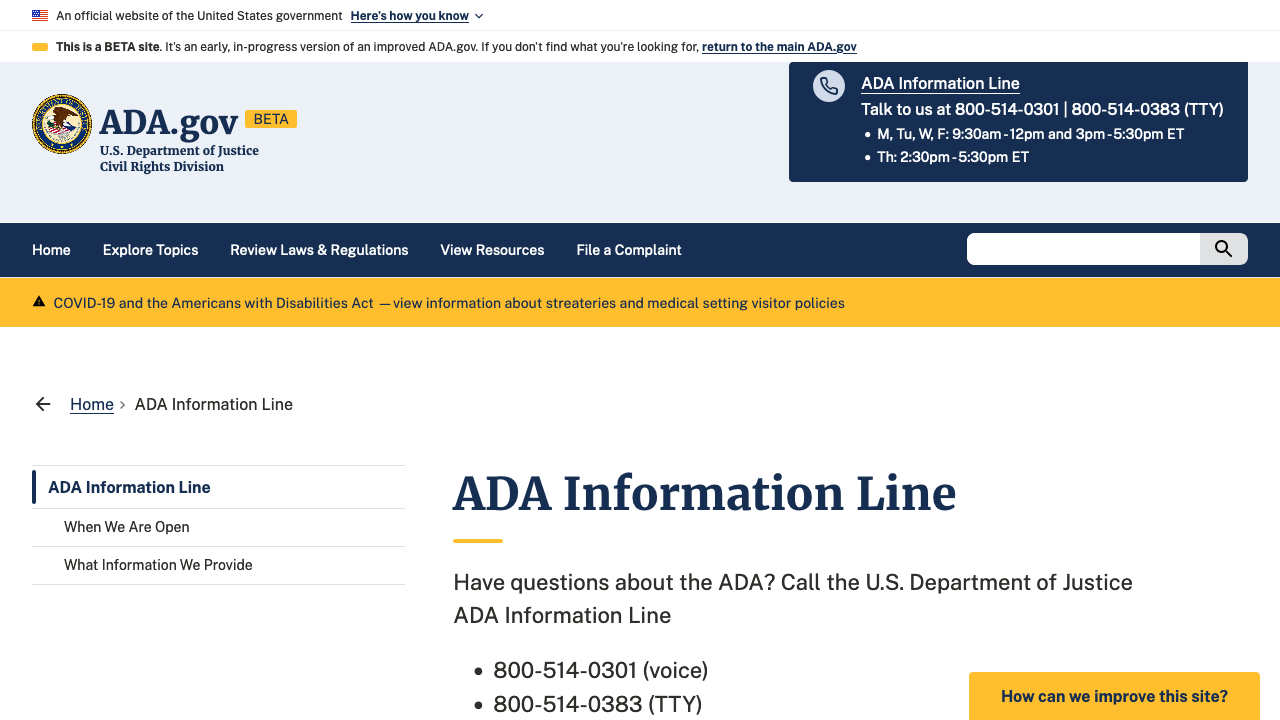 An official website of the United States government Here's how you know
This is a BETA site. It's an early, in-progress version of an improved ADA.gov. If you don't find what you're looking for, return to the main ADA.gov
ADA.gov BETA
U.S. Department of Justice
Civil Rights Division
ADA Information Line
Talk to us at 800-514-0301 | 800-514-0383 (TTY)
• M, Tu, W, F: 9:30am - 12pm and 3pm - 5:30pm ET
• Th: 2:30pm - 5:30pm ET
Home Explore Topics Review Laws & Regulations View Resources File a Complaint
COVID-19 and the Americans with Disabilities Act —view information about streateries and medical setting visitor policies
Home › ADA Information Line
ADA Information Line
When We Are Open
What Information We Provide
ADA Information Line
Have questions about the ADA? Call the U.S. Department of Justice
ADA Information Line
• 800-514-0301 (voice)
• 800-514-0383 (TTY)
How can we improve this site?